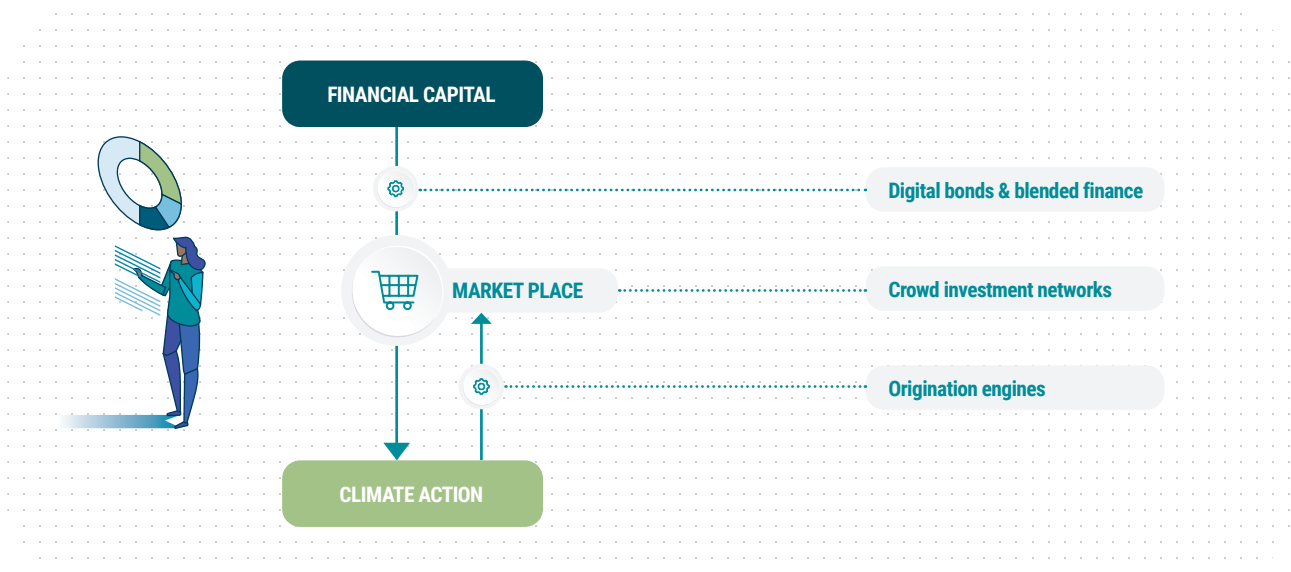 FINANCIAL CAPITAL
Digital bonds & blended finance
MARKET PLACE
Crowd investment networks
Origination engines
CLIMATE ACTION